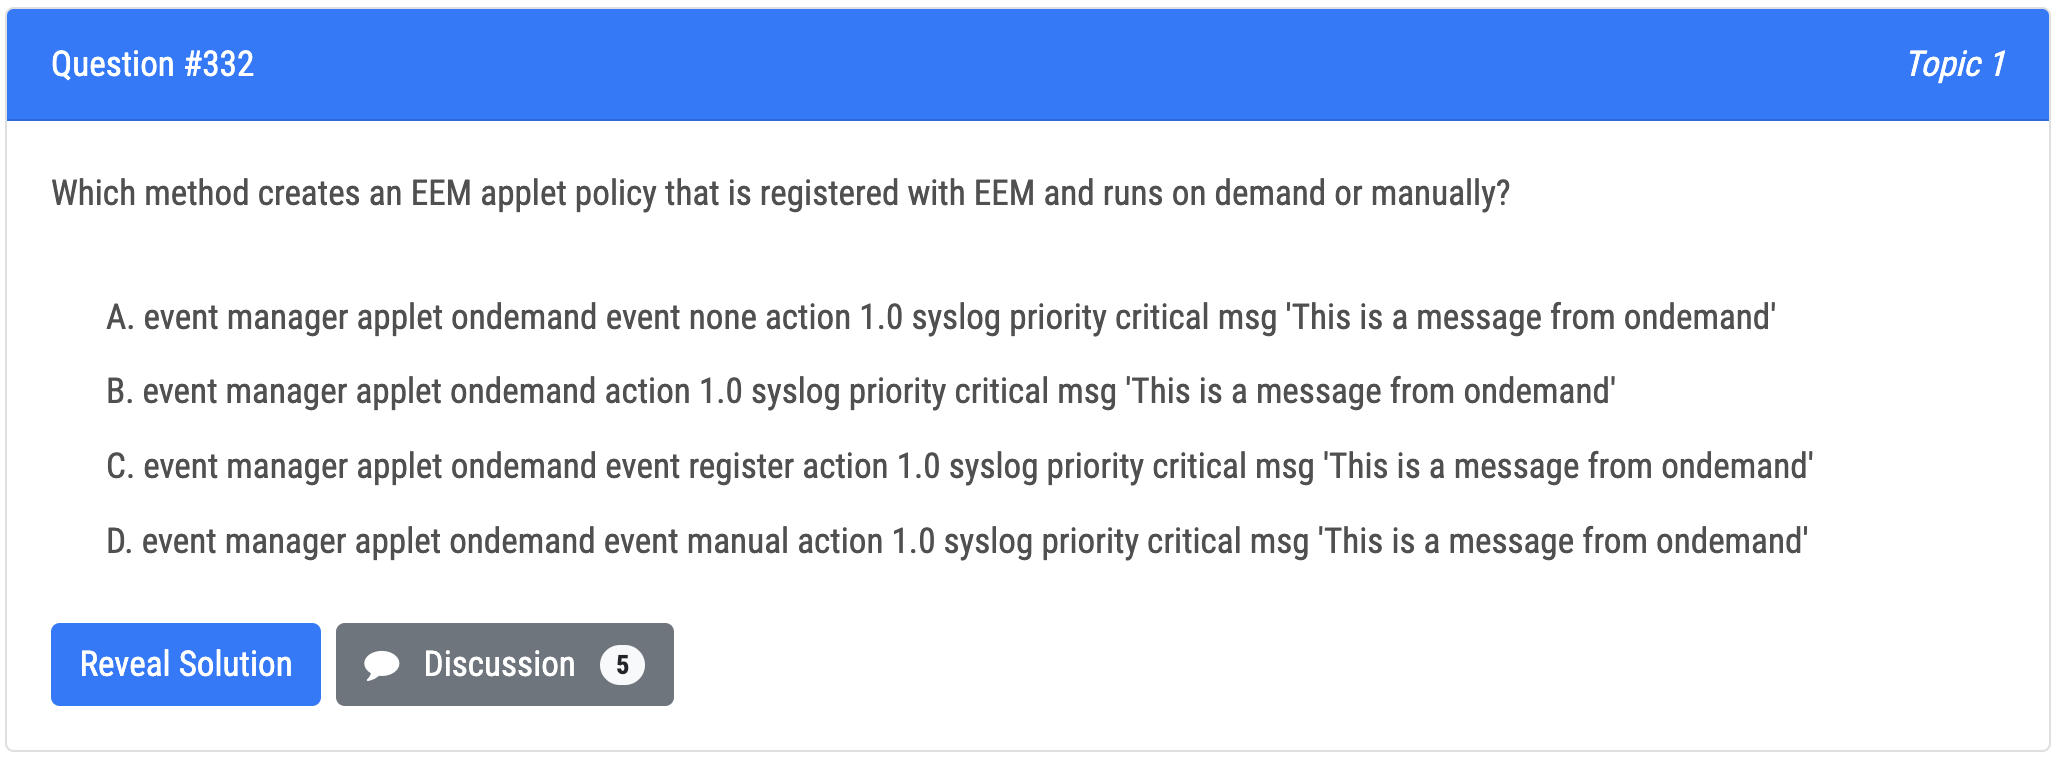 Question #332
Topic 1
Which method creates an EEM applet policy that is registered with EEM and runs on demand or manually?
A. event manager applet ondemand event none action 1.0 syslog priority critical msg 'This is a message from ondemand'
B. event manager applet ondemand action 1.0 syslog priority critical msg 'This is a message from ondemand'
C. event manager applet ondemand event register action 1.0 syslog priority critical msg 'This is a message from ondemand'
D. event manager applet ondemand event manual action 1.0 syslog priority critical msg 'This is a message from ondemand'
Reveal Solution
Discussion 5